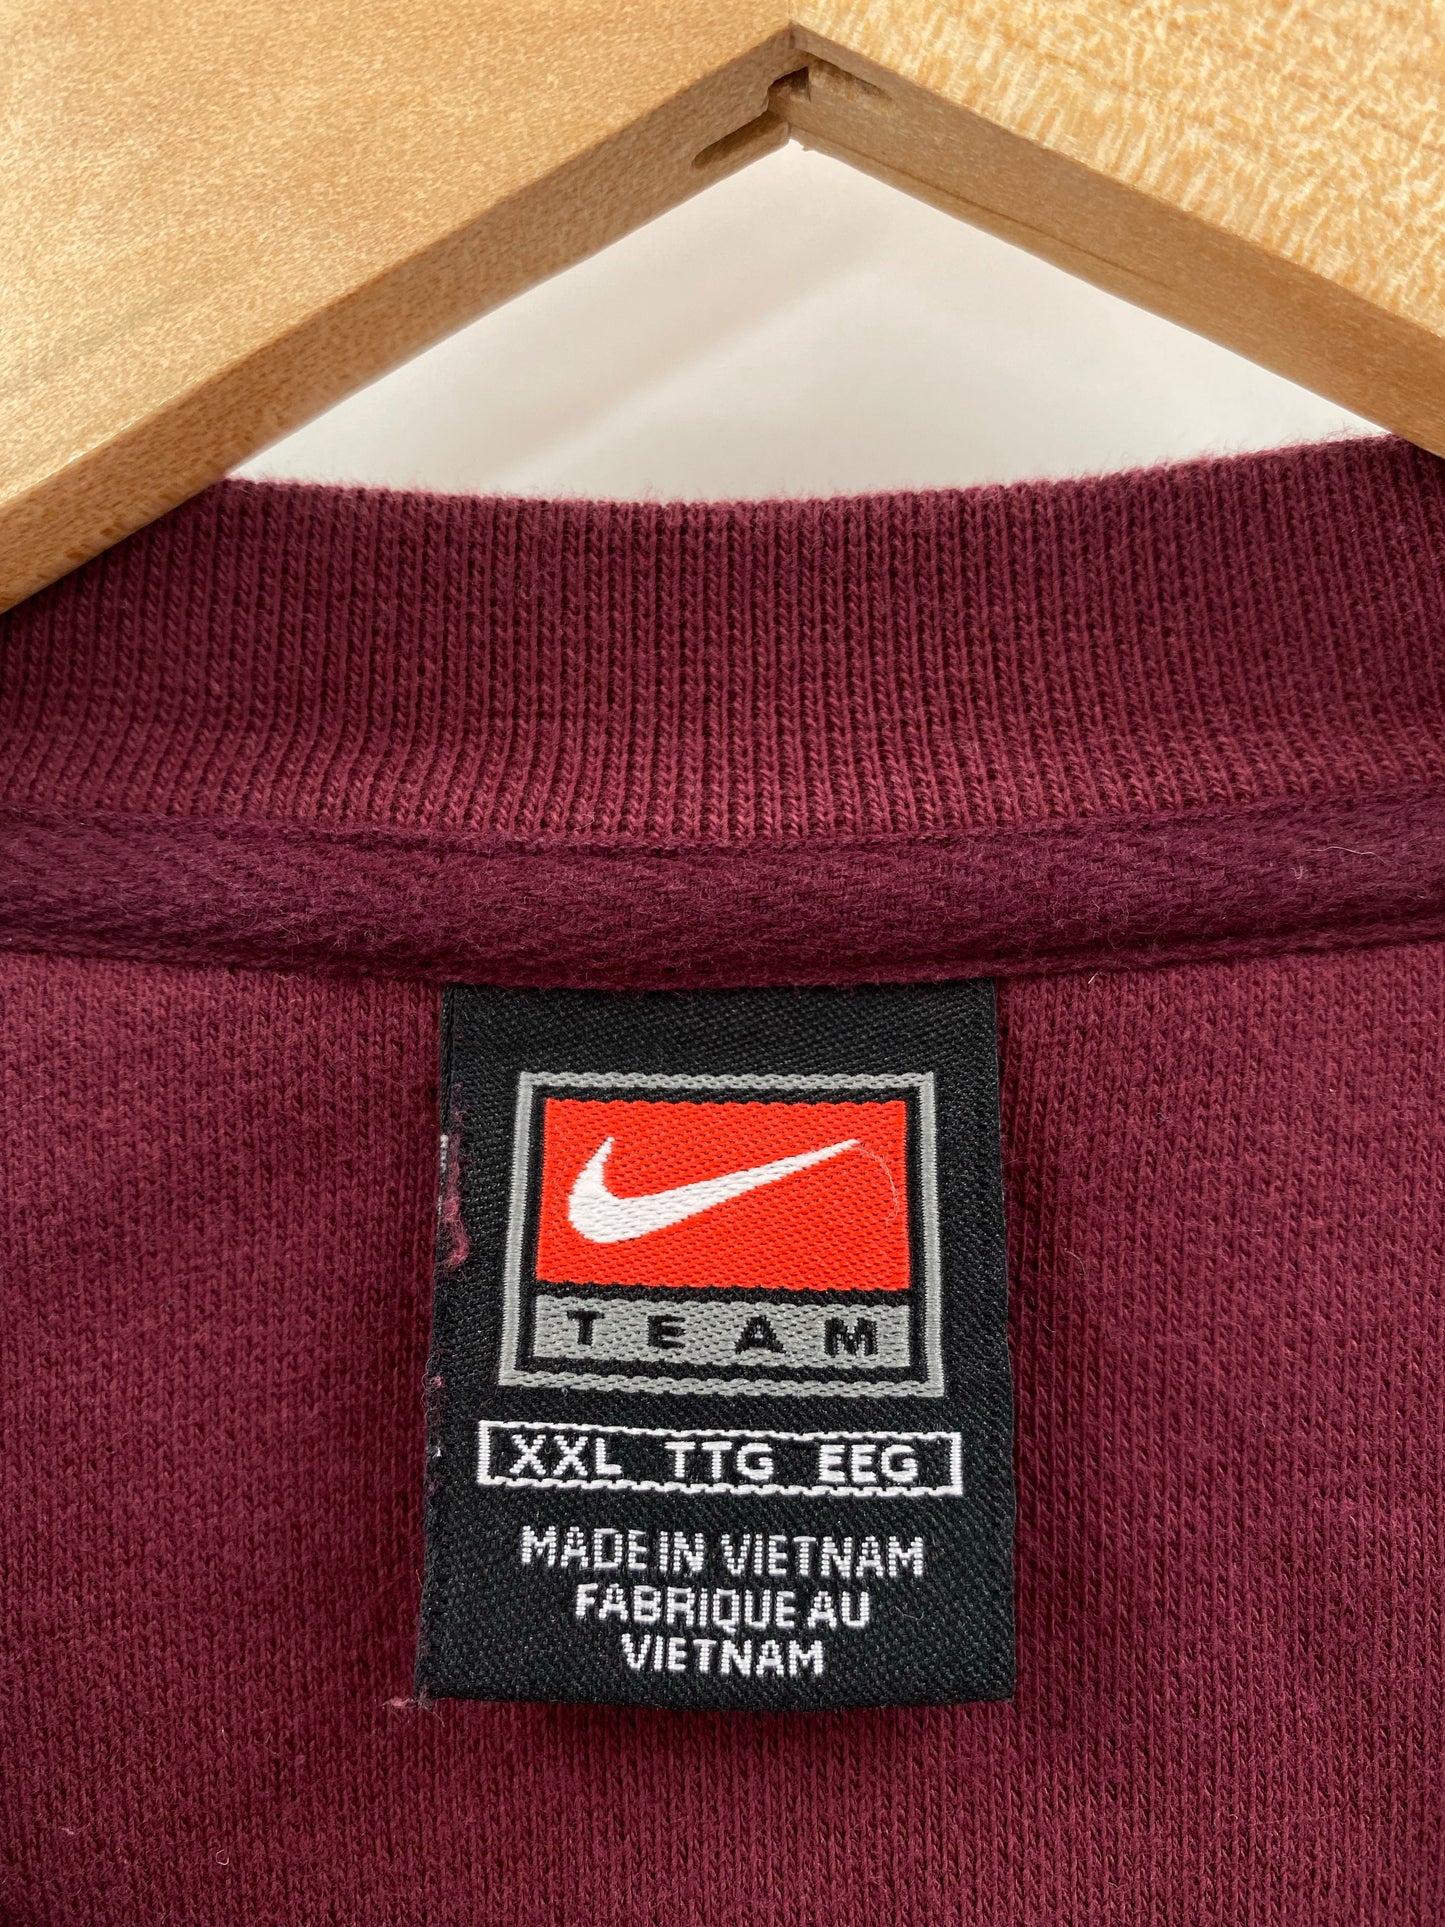 TEAM
XXL TTG EEG
MADE IN VIETNAM
FABRIQUE AU
VIETNAM